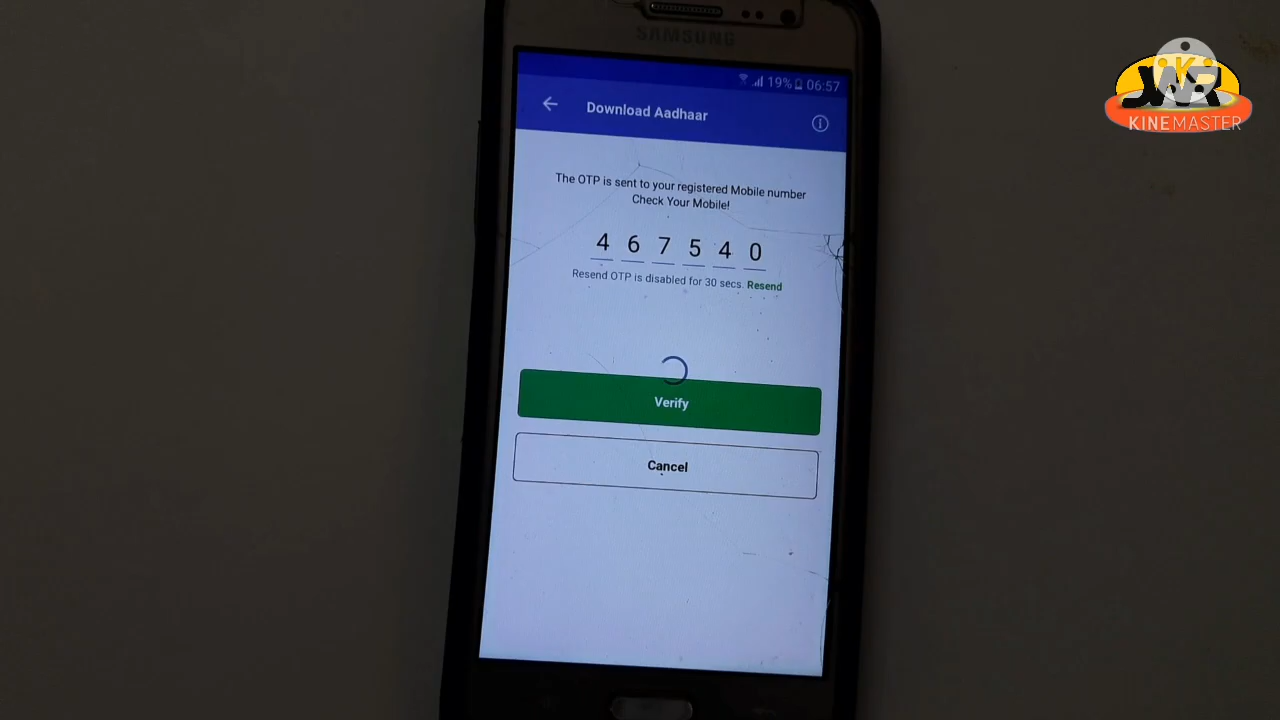 SAMSUNG
19% 06:57
Download Aadhaar
The OTP is sent to your registered Mobile number
Check Your Mobile!
4 6 7 5 4 0
Resend OTP is disabled for 30 secs. Resend
Verify
Cancel
KINEMASTER